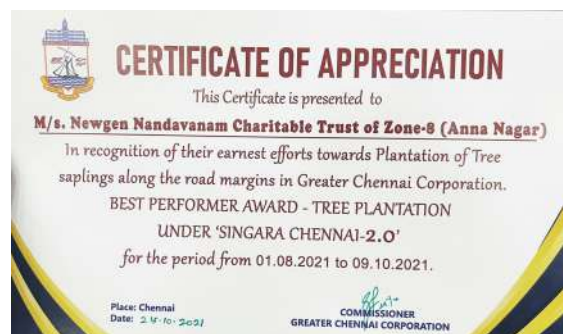 CERTIFICATE OF APPRECIATION
This Certificate is presented to
M/s. Newgen Nandavanam Charitable Trust of Zone-8 (Anna Nagar)
In recognition of their earnest efforts towards Plantation of Tree
saplings along the road margins in Greater Chennai Corporation.
BEST PERFORMER AWARD - TREE PLANTATION
UNDER 'SINGARA CHENNAI-2.0'
for the period from 01.08.2021 to 09.10.2021.
Place: Chennai
Date: 24-10-2021
COMMISSIONER
GREATER CHENNAI CORPORATION